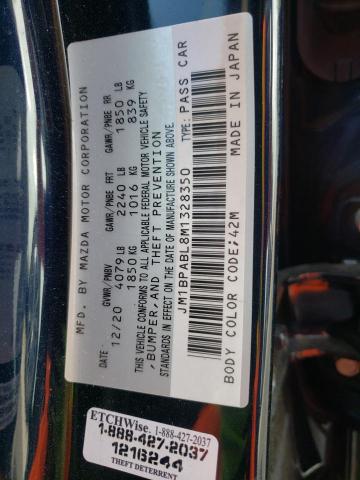 MFD. BY MAZDA MOTOR CORPORATION
DATE GVWR/PNBV GAWR/PNBE FRT GAWR/PNBE RR
12/20 4079 LB 2240 LB 1850 LB
1850 KG 1016 KG 839 KG
THIS VEHICLE CONFORMS TO ALL APPLICABLE FEDERAL MOTOR VEHICLE SAFETY
,BUMPER,AND THEFT PREVENTION
STANDARDS IN EFFECT ON THE DATE OF MANUFACTURE SHOWN ABOVE.
JM1BPABL8M1328350 TYPE: PASS CAR
BODY COLOR CODE;42M MADE IN JAPAN
ETCHWise. 1-888-427-2037
1-888-427-2037
1216244
THEFT DETERRENT